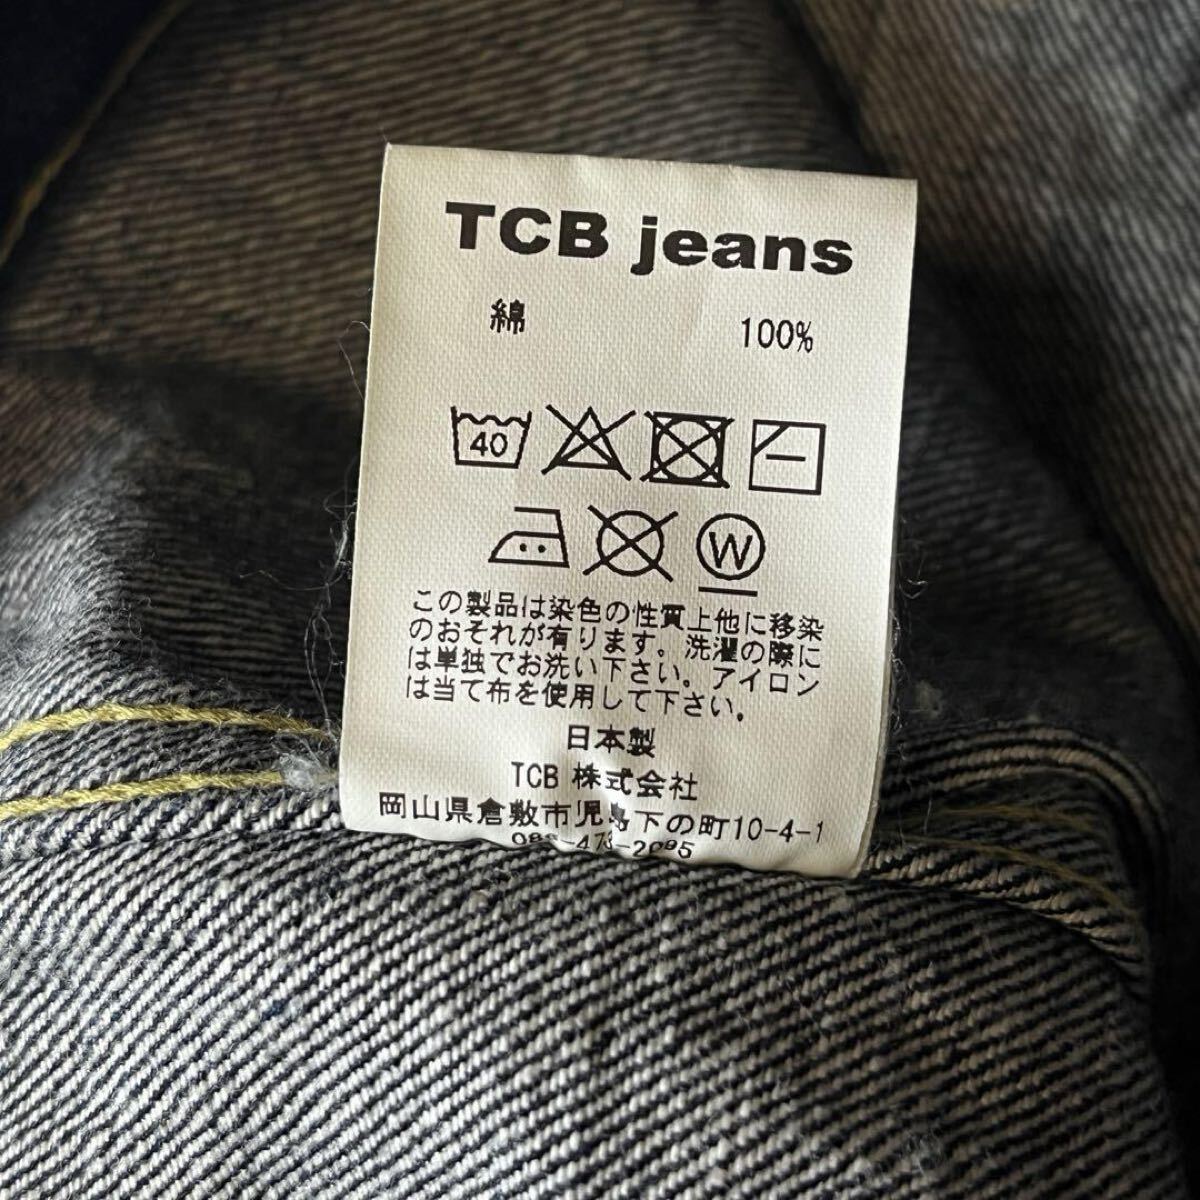 TCB jeans
綿 100%
40
W
この製品は染色の性質上他に移染
のおそれが有ります。洗濯の際に
は単独でお洗い下さい。アイロン
は当て布を使用して下さい。
日本製
TCB 株式会社
岡山県倉敷市児島下の町10-4-1